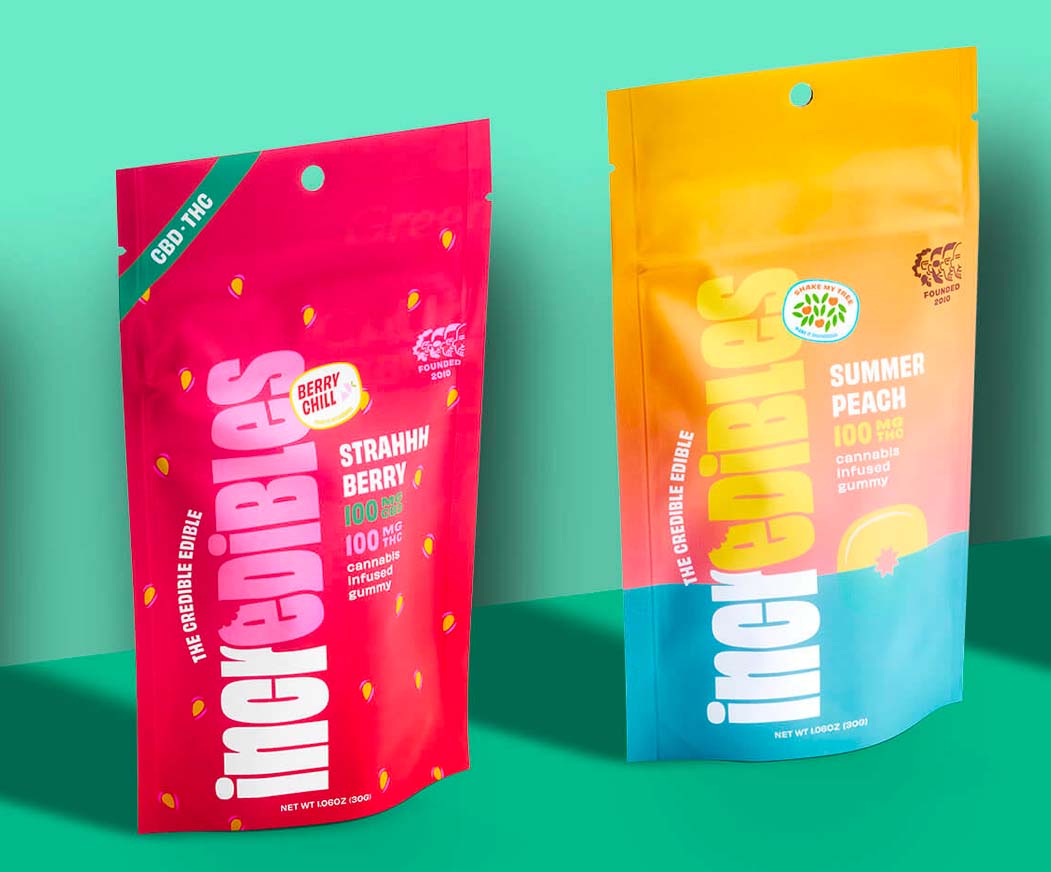 CBD·THC
FOUNDED
2010
BERRY
CHILL
STRAHHH
BERRY
100 MG CBD
100 MG THC
cannabis
infused
gummy
THE CREDIBLE EDIBLE
incredibles
NET WT 1.06OZ (30G)
FOUNDED
2010
SHAKE MY TREE
SUMMER
PEACH
100 MG THC
cannabis
infused
gummy
THE CREDIBLE EDIBLE
incredibles
NET WT 1.06OZ (30G)